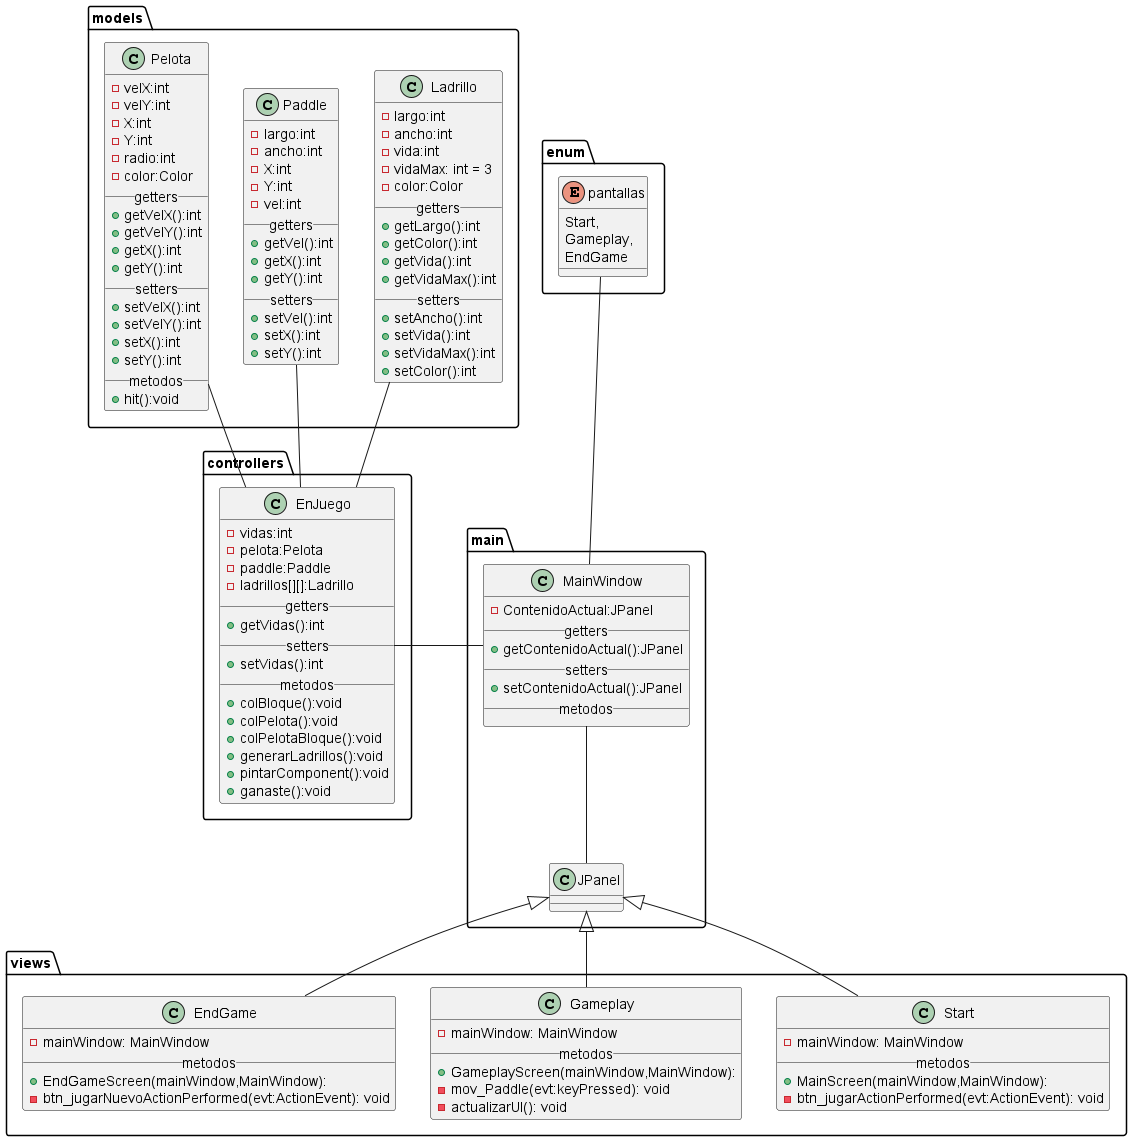 models
C Pelota
velX:int
velY:int
X:int
Y:int
radio:int
color:Color
getters
getVelX():int
getVelY():int
getX():int
getY():int
setters
setVelX():int
setVelY():int
setX():int
setY():int
metodos
hit():void
C Paddle
largo:int
ancho:int
X:int
Y:int
vel:int
getters
getVel():int
getX():int
getY():int
setters
setVel():int
setX():int
setY():int
C Ladrillo
largo:int
ancho:int
vida:int
vidaMax: int = 3
color:Color
getters
getLargo():int
getColor():int
getVida():int
getVidaMax():int
setters
setAncho():int
setVida():int
setVidaMax():int
setColor():int
enum
E pantallas
Start,
Gameplay,
EndGame
controllers
C EnJuego
vidas:int
pelota:Pelota
paddle:Paddle
ladrillos[][]:Ladrillo
getters
getVidas():int
setters
setVidas():int
metodos
colBloque():void
colPelota():void
colPelotaBloque():void
generarLadrillos():void
pintarComponent():void
ganaste():void
main
C MainWindow
ContenidoActual:JPanel
getters
getContenidoActual():JPanel
setters
setContenidoActual():JPanel
metodos
C JPanel
views
C EndGame
mainWindow: MainWindow
metodos
EndGameScreen(mainWindow,MainWindow):
btn_jugarNuevoActionPerformed(evt:ActionEvent): void
C Gameplay
mainWindow: MainWindow
metodos
GameplayScreen(mainWindow,MainWindow):
mov_Paddle(evt:keyPressed): void
actualizarUI(): void
C Start
mainWindow: MainWindow
metodos
MainScreen(mainWindow,MainWindow):
btn_jugarActionPerformed(evt:ActionEvent): void